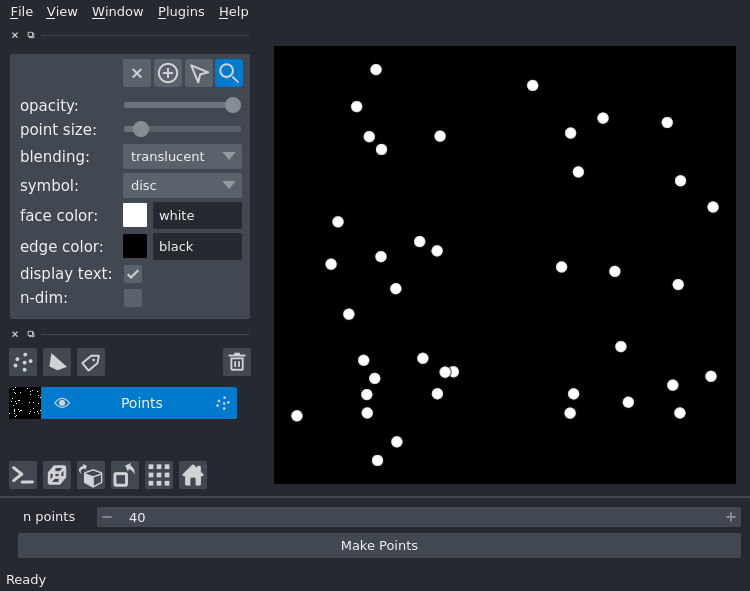 File View Window Plugins Help
opacity:
point size:
blending: translucent
symbol: disc
face color: white
edge color: black
display text:
n-dim:
Points
n points 40
Make Points
Ready